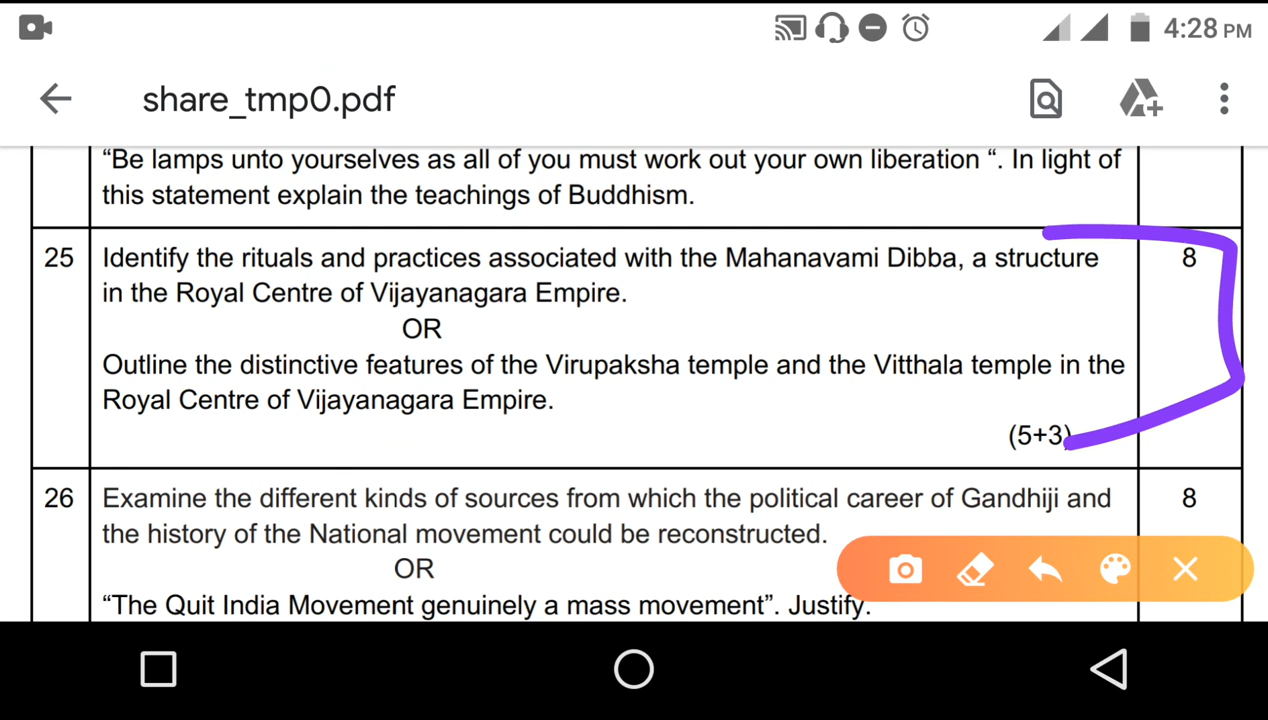 4:28 PM
share_tmp0.pdf
“Be lamps unto yourselves as all of you must work out your own liberation “. In light of
this statement explain the teachings of Buddhism.
25
Identify the rituals and practices associated with the Mahanavami Dibba, a structure
8
in the Royal Centre of Vijayanagara Empire.
OR
Outline the distinctive features of the Virupaksha temple and the Vitthala temple in the
Royal Centre of Vijayanagara Empire.
(5+3)
26
Examine the different kinds of sources from which the political career of Gandhiji and
8
the history of the National movement could be reconstructed.
OR
“The Quit India Movement genuinely a mass movement”. Justify.